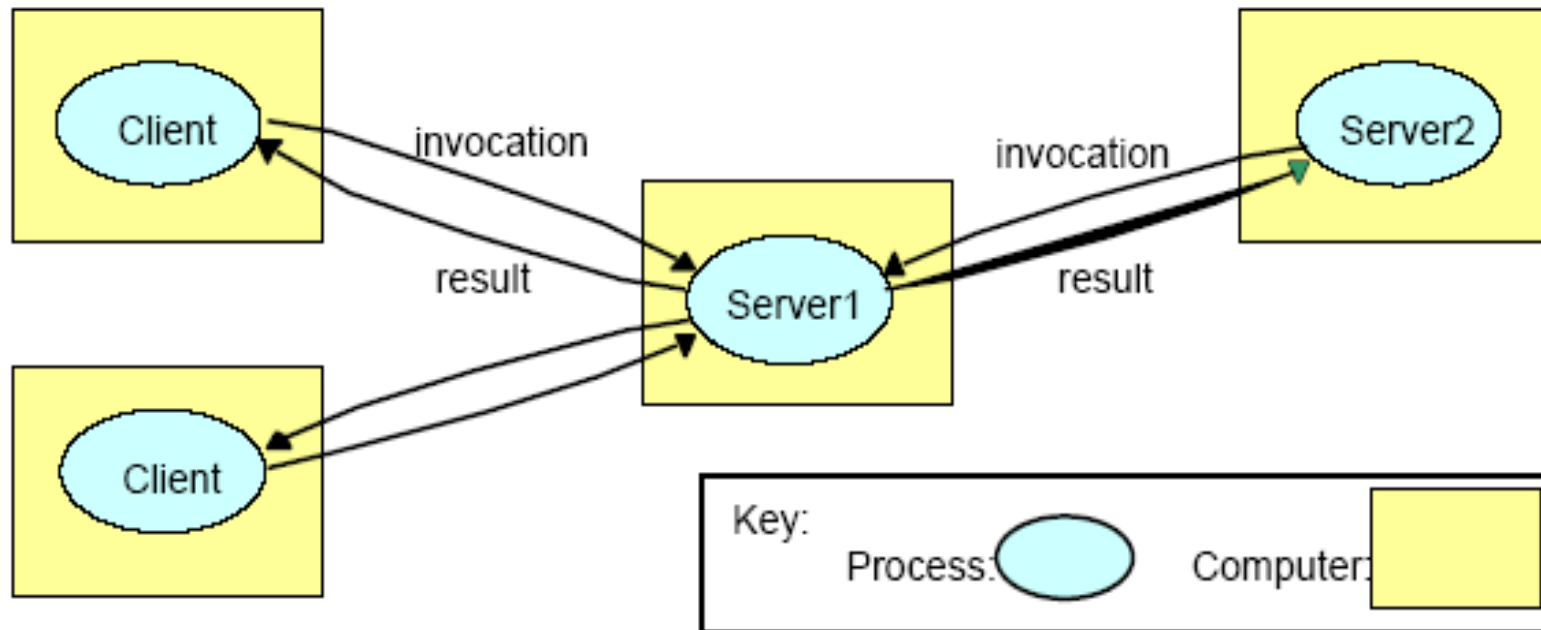 Client
invocation
result
Server1
invocation
result
Server2
Client
Key:
Process:
Computer: